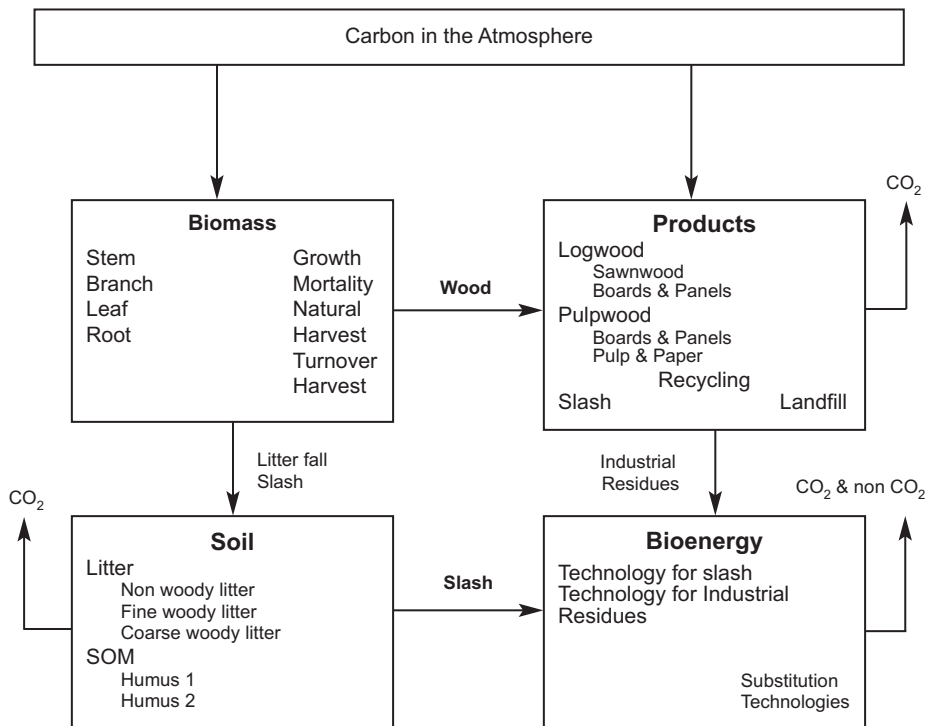 Carbon in the Atmosphere
Biomass
Stem
Branch
Leaf
Root
Growth
Mortality
Natural
Harvest
Turnover
Harvest
Wood
Products
Logwood
Sawnwood
Boards & Panels
Pulpwood
Boards & Panels
Pulp & Paper
Recycling
Slash
Landfill
CO₂
Litter fall
Slash
Industrial
Residues
CO₂
Soil
Litter
Non woody litter
Fine woody litter
Coarse woody litter
SOM
Humus 1
Humus 2
Slash
Bioenergy
Technology for slash
Technology for Industrial
Residues
Substitution
Technologies
CO₂ & non CO₂